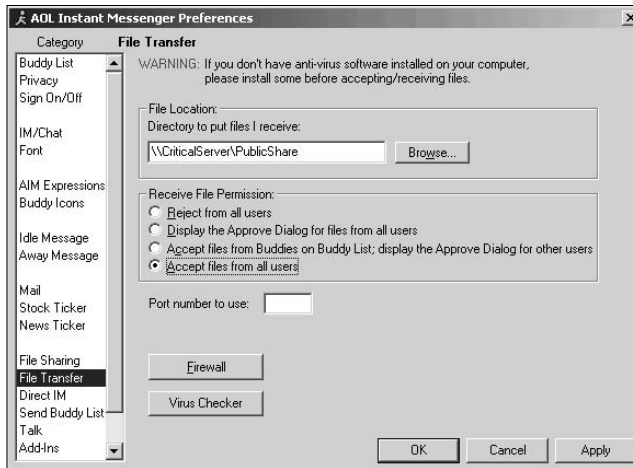 AOL Instant Messenger Preferences
Category
File Transfer
Buddy List
Privacy
Sign On/Off
IM/Chat
Font
AIM Expressions
Buddy Icons
Idle Message
Away Message
Mail
Stock Ticker
News Ticker
File Sharing
File Transfer
Direct IM
Send Buddy List
Talk
Add-Ins
WARNING: If you don't have anti-virus software installed on your computer,
please install some before accepting/receiving files.
File Location:
Directory to put files I receive:
\\CriticalServer\PublicShare
Browse...
Receive File Permission:
Reject from all users
Display the Approve Dialog for files from all users
Accept files from Buddies on Buddy List; display the Approve Dialog for other users
Accept files from all users
Port number to use:
Firewall
Virus Checker
OK
Cancel
Apply